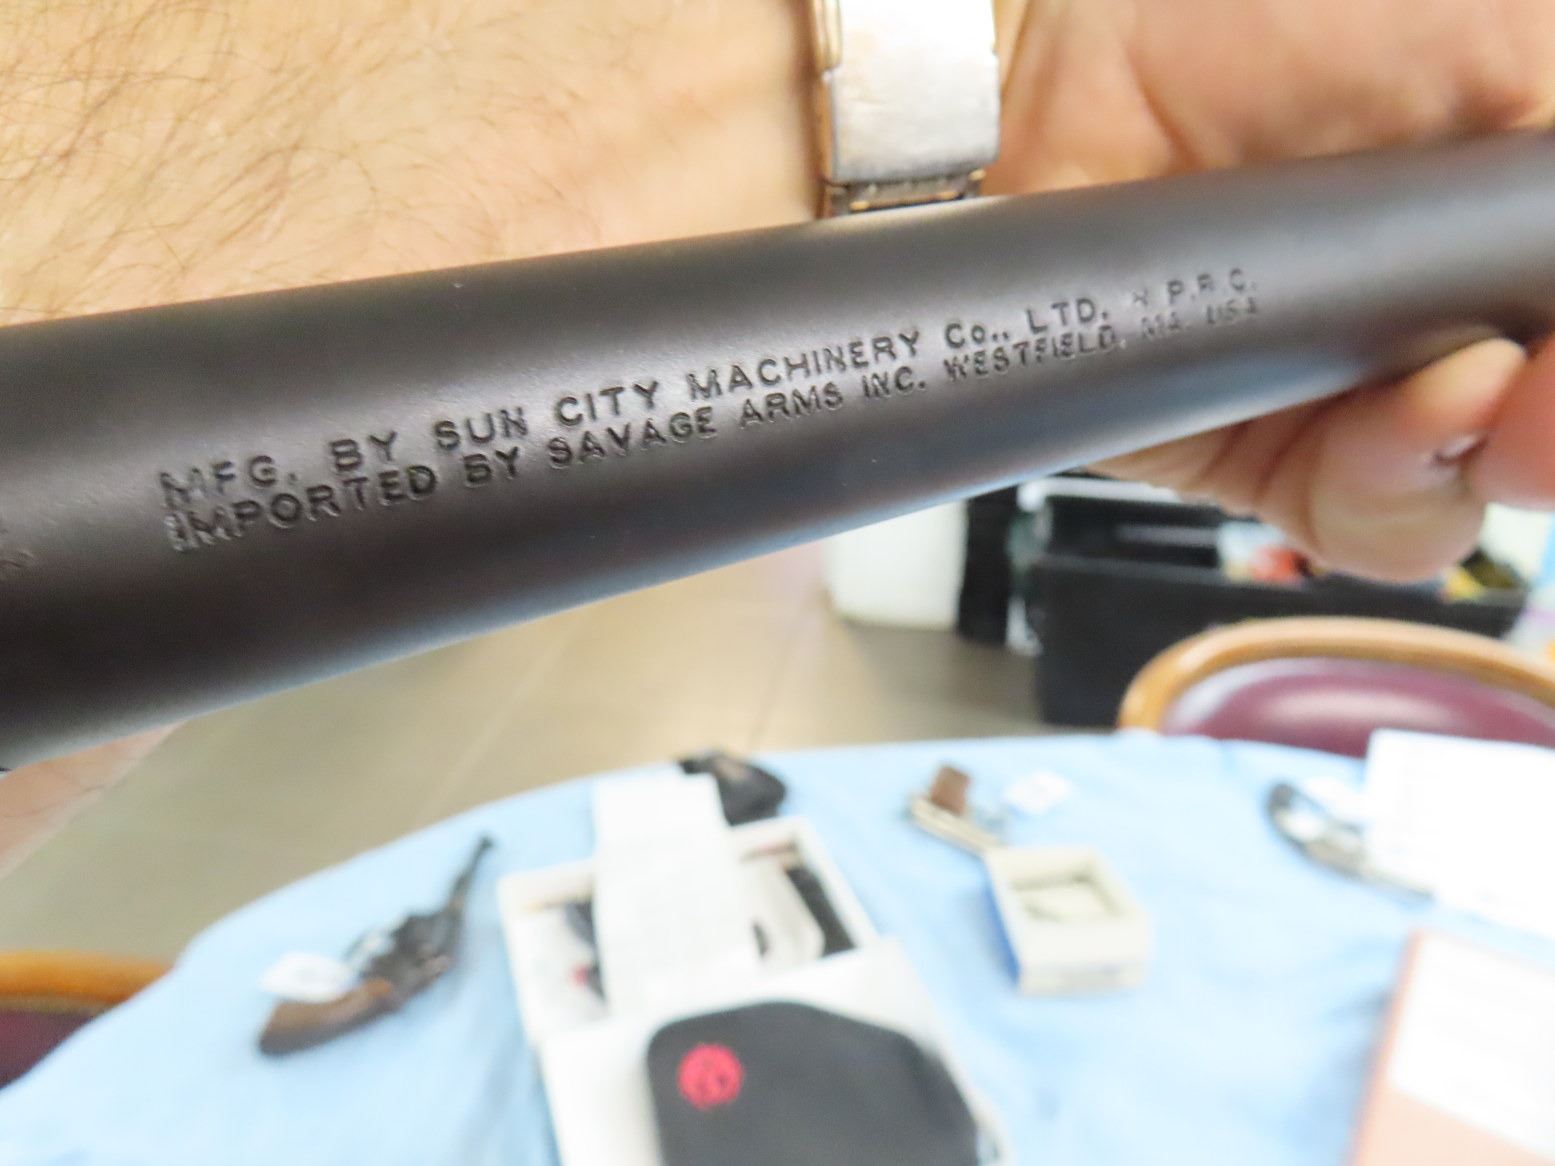 MFG. BY SUN CITY MACHINERY Co., LTD. P.R.C.
IMPORTED BY SAVAGE ARMS INC. WESTFIELD, MA. USA